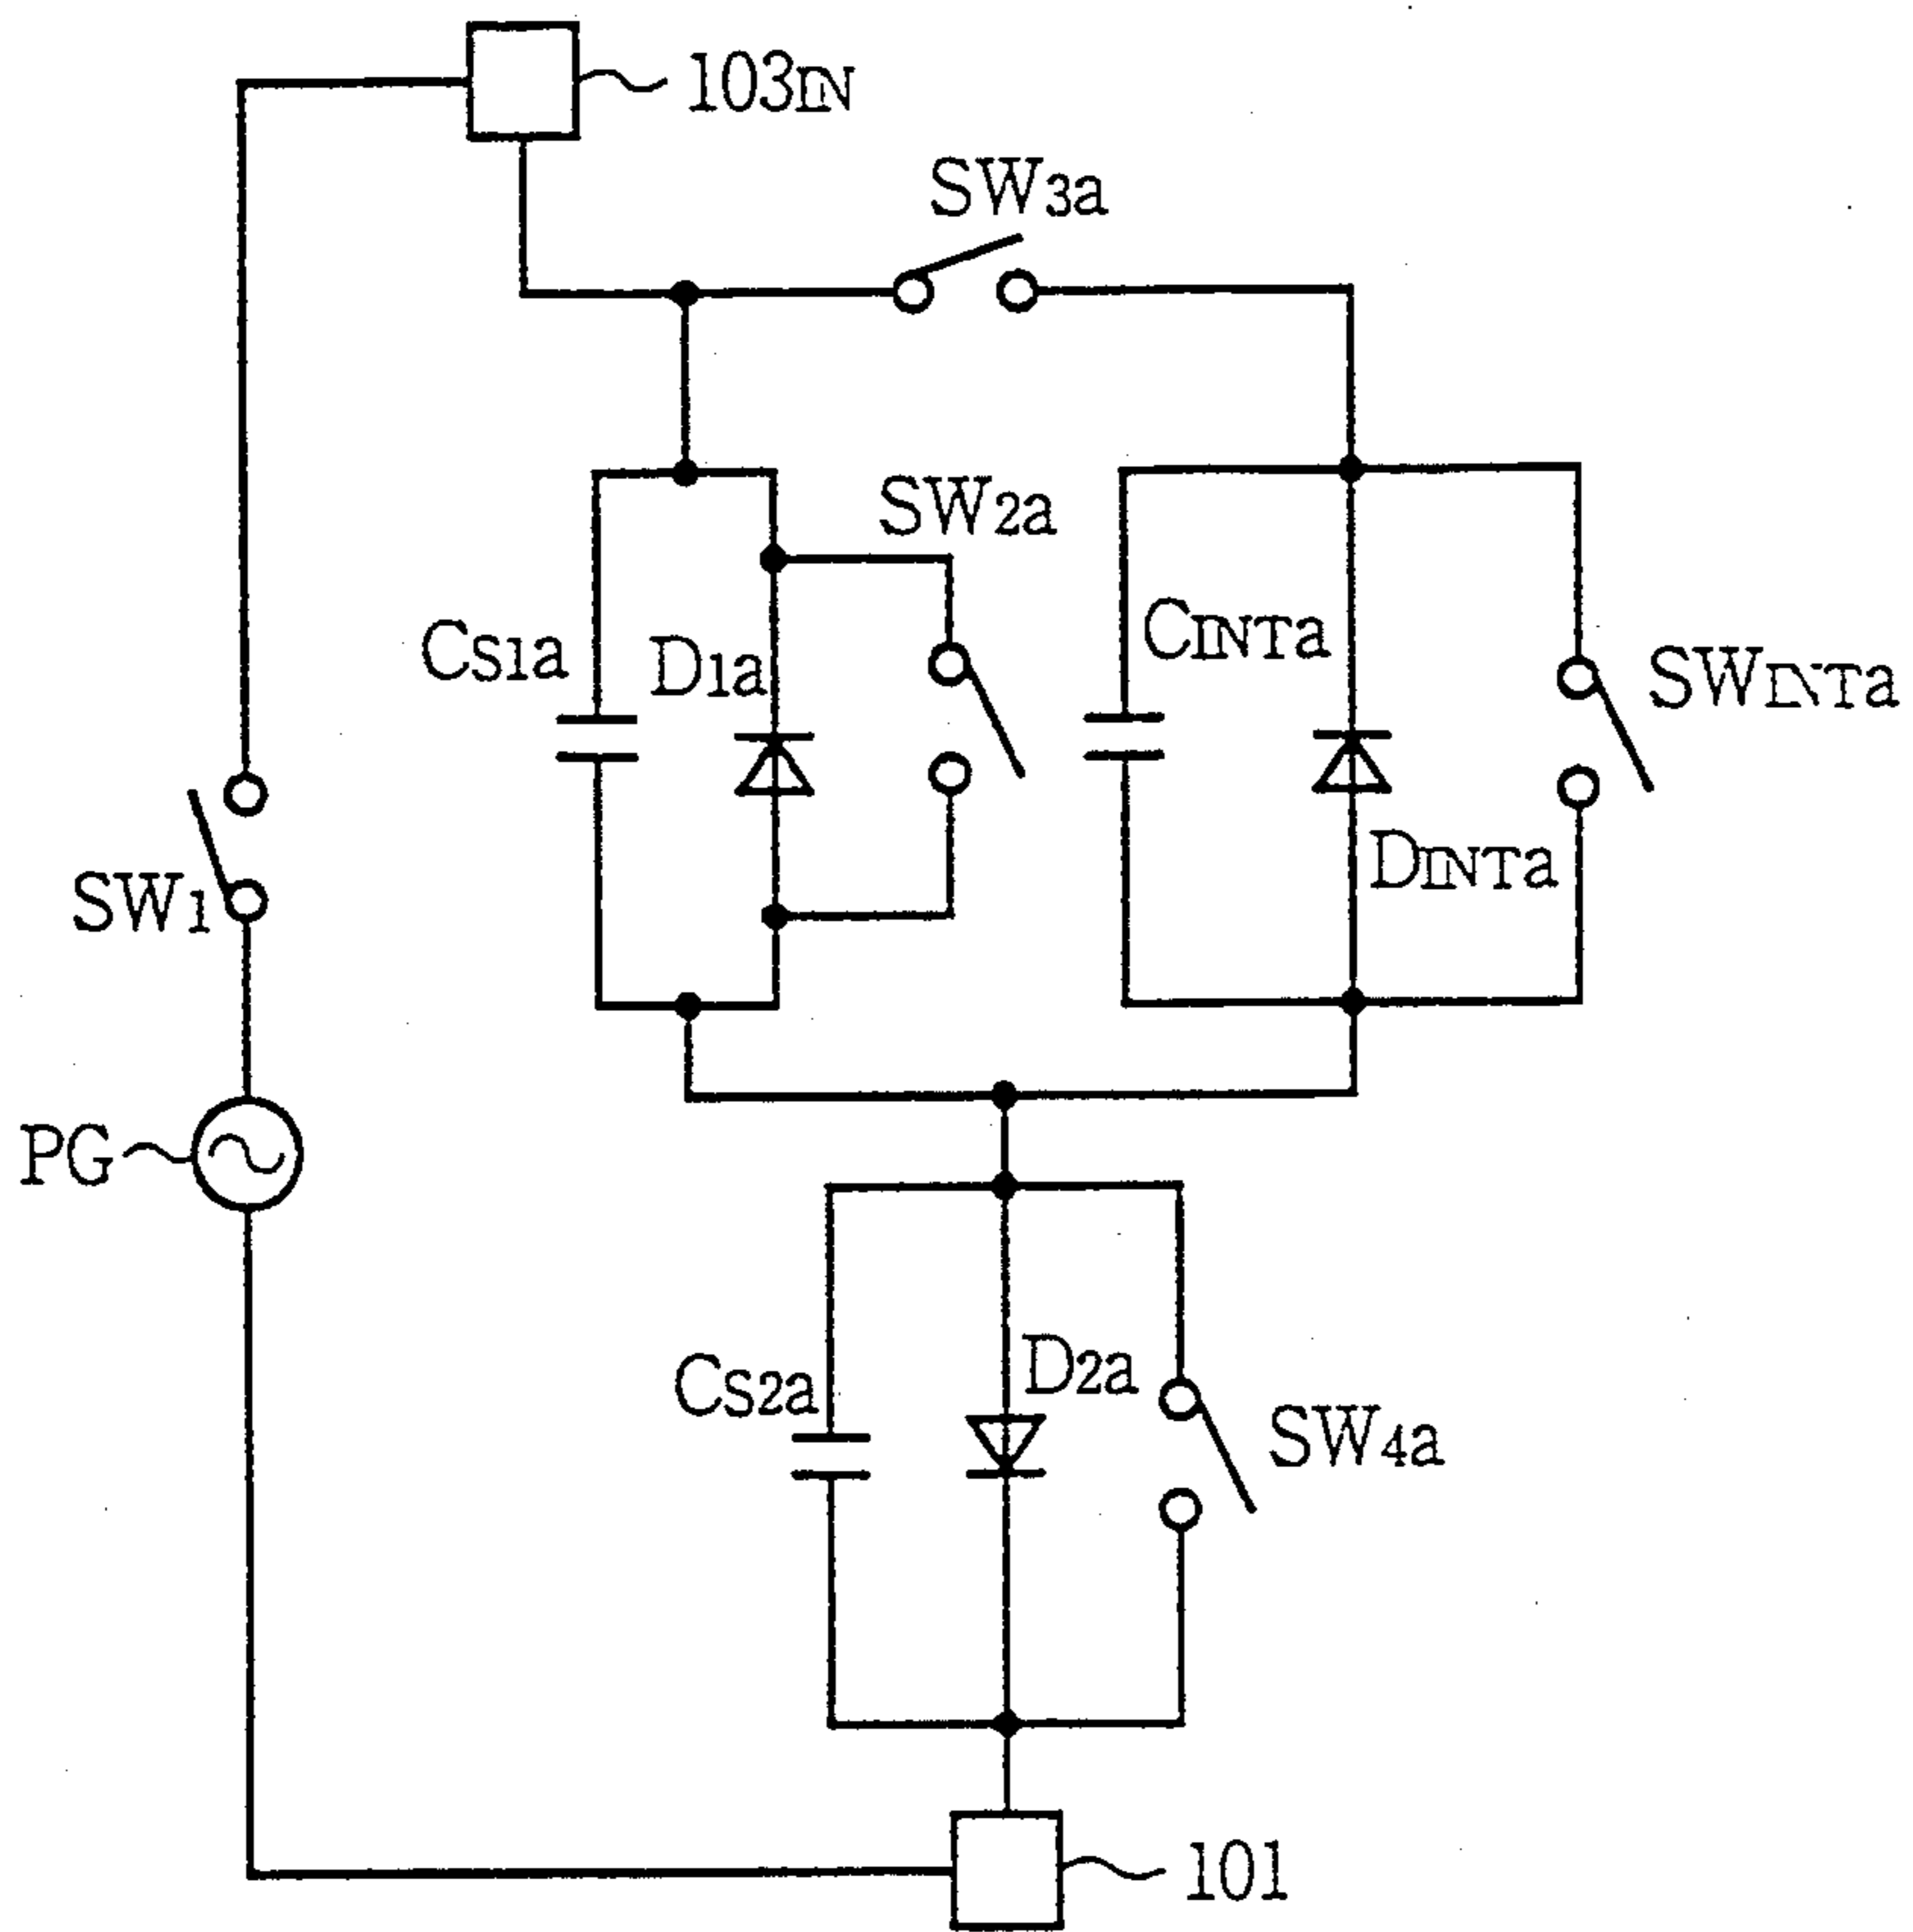 103IN
SW3a
SW2a
CS1a
D1a
CINTa
SWINTa
DINTa
SW1
PG
D2a
CS2a
SW4a
101